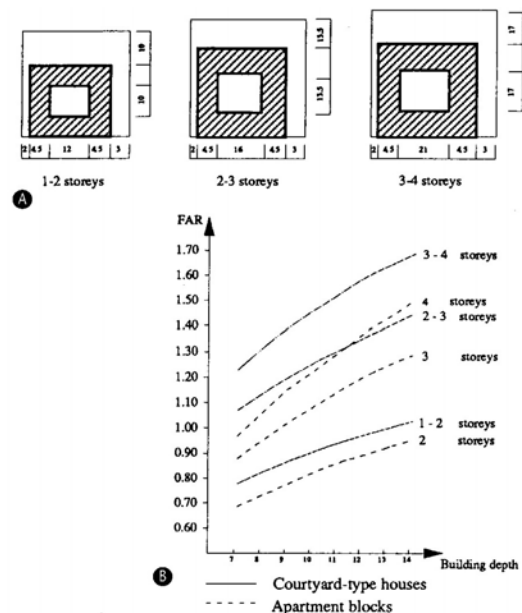 10
10
2 4.5 12 4.5 3
1-2 storeys
13.5
13.5
2 4.5 16 4.5 3
2-3 storeys
17
17
2 4.5 21 4.5 3
3-4 storeys
A
FAR
1.70
1.60
1.50
1.40
1.30
1.20
1.10
1.00
0.90
0.80
0.70
0.60
3 - 4 storeys
4 storeys
2 - 3 storeys
3 storeys
1 - 2 storeys
2 storeys
7 8 9 10 11 12 13 14
Building depth
B
Courtyard-type houses
Apartment blocks